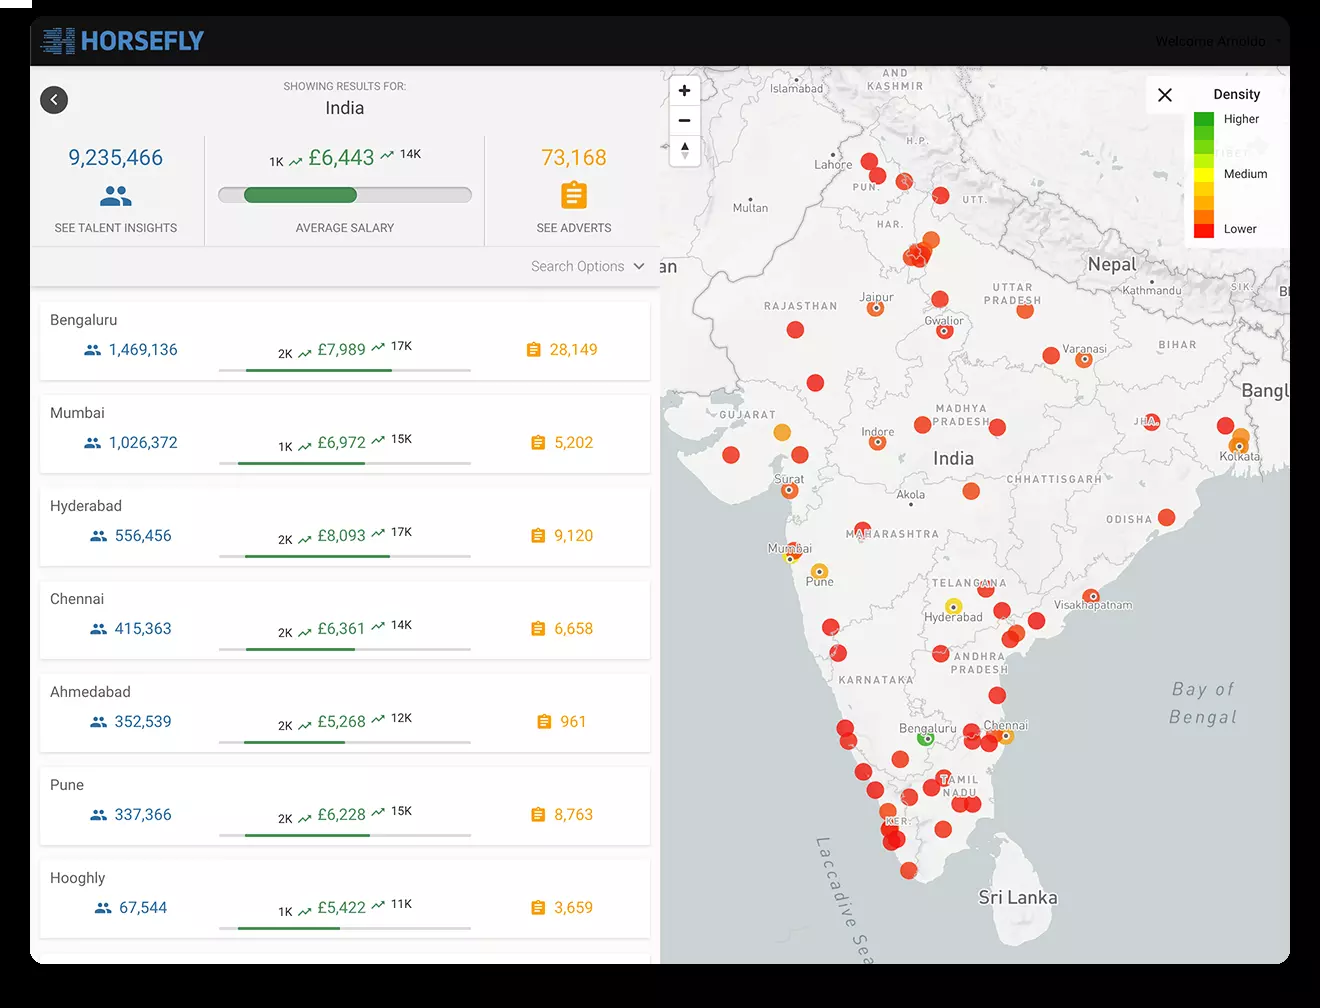 HORSEFLY
Welcome Arnoldo
SHOWING RESULTS FOR:
India
9,235,466
1K £6,443 14K
73,168
SEE TALENT INSIGHTS
AVERAGE SALARY
SEE ADVERTS
Search Options
Bengaluru
1,469,136
2K £7,989 17K
28,149
Mumbai
1,026,372
1K £6,972 15K
5,202
Hyderabad
556,456
2K £8,093 17K
9,120
Chennai
415,363
2K £6,361 14K
6,658
Ahmedabad
352,539
2K £5,268 12K
961
Pune
337,366
2K £6,228 15K
8,763
Hooghly
67,544
1K £5,422 11K
3,659
Density
Higher
Medium
Lower
AND
KASHMIR
Islamabad
H.P.
Lahore
PUN.
UTT.
Multan
HAR.
an
Nepal
Kathmandu
SIK.
UTTAR
PRADESH
Jaipur
RAJASTHAN
Gwalior
Varanasi
BIHAR
Bangl
GUJARAT
MADHYA
PRADESH
JHA.
Indore
Kolkata
India
CHHATTISGARH
Surat
Akola
ODISHA
MAHARASHTRA
Mumbai
Pune
TELANGANA
Hyderabad
Visakhapatnam
ANDHRA
PRADESH
KARNATAKA
Bay of
Bengal
Bengaluru
Chennai
TAMIL
NADU
KER.
Laccadive Sea
Sri Lanka